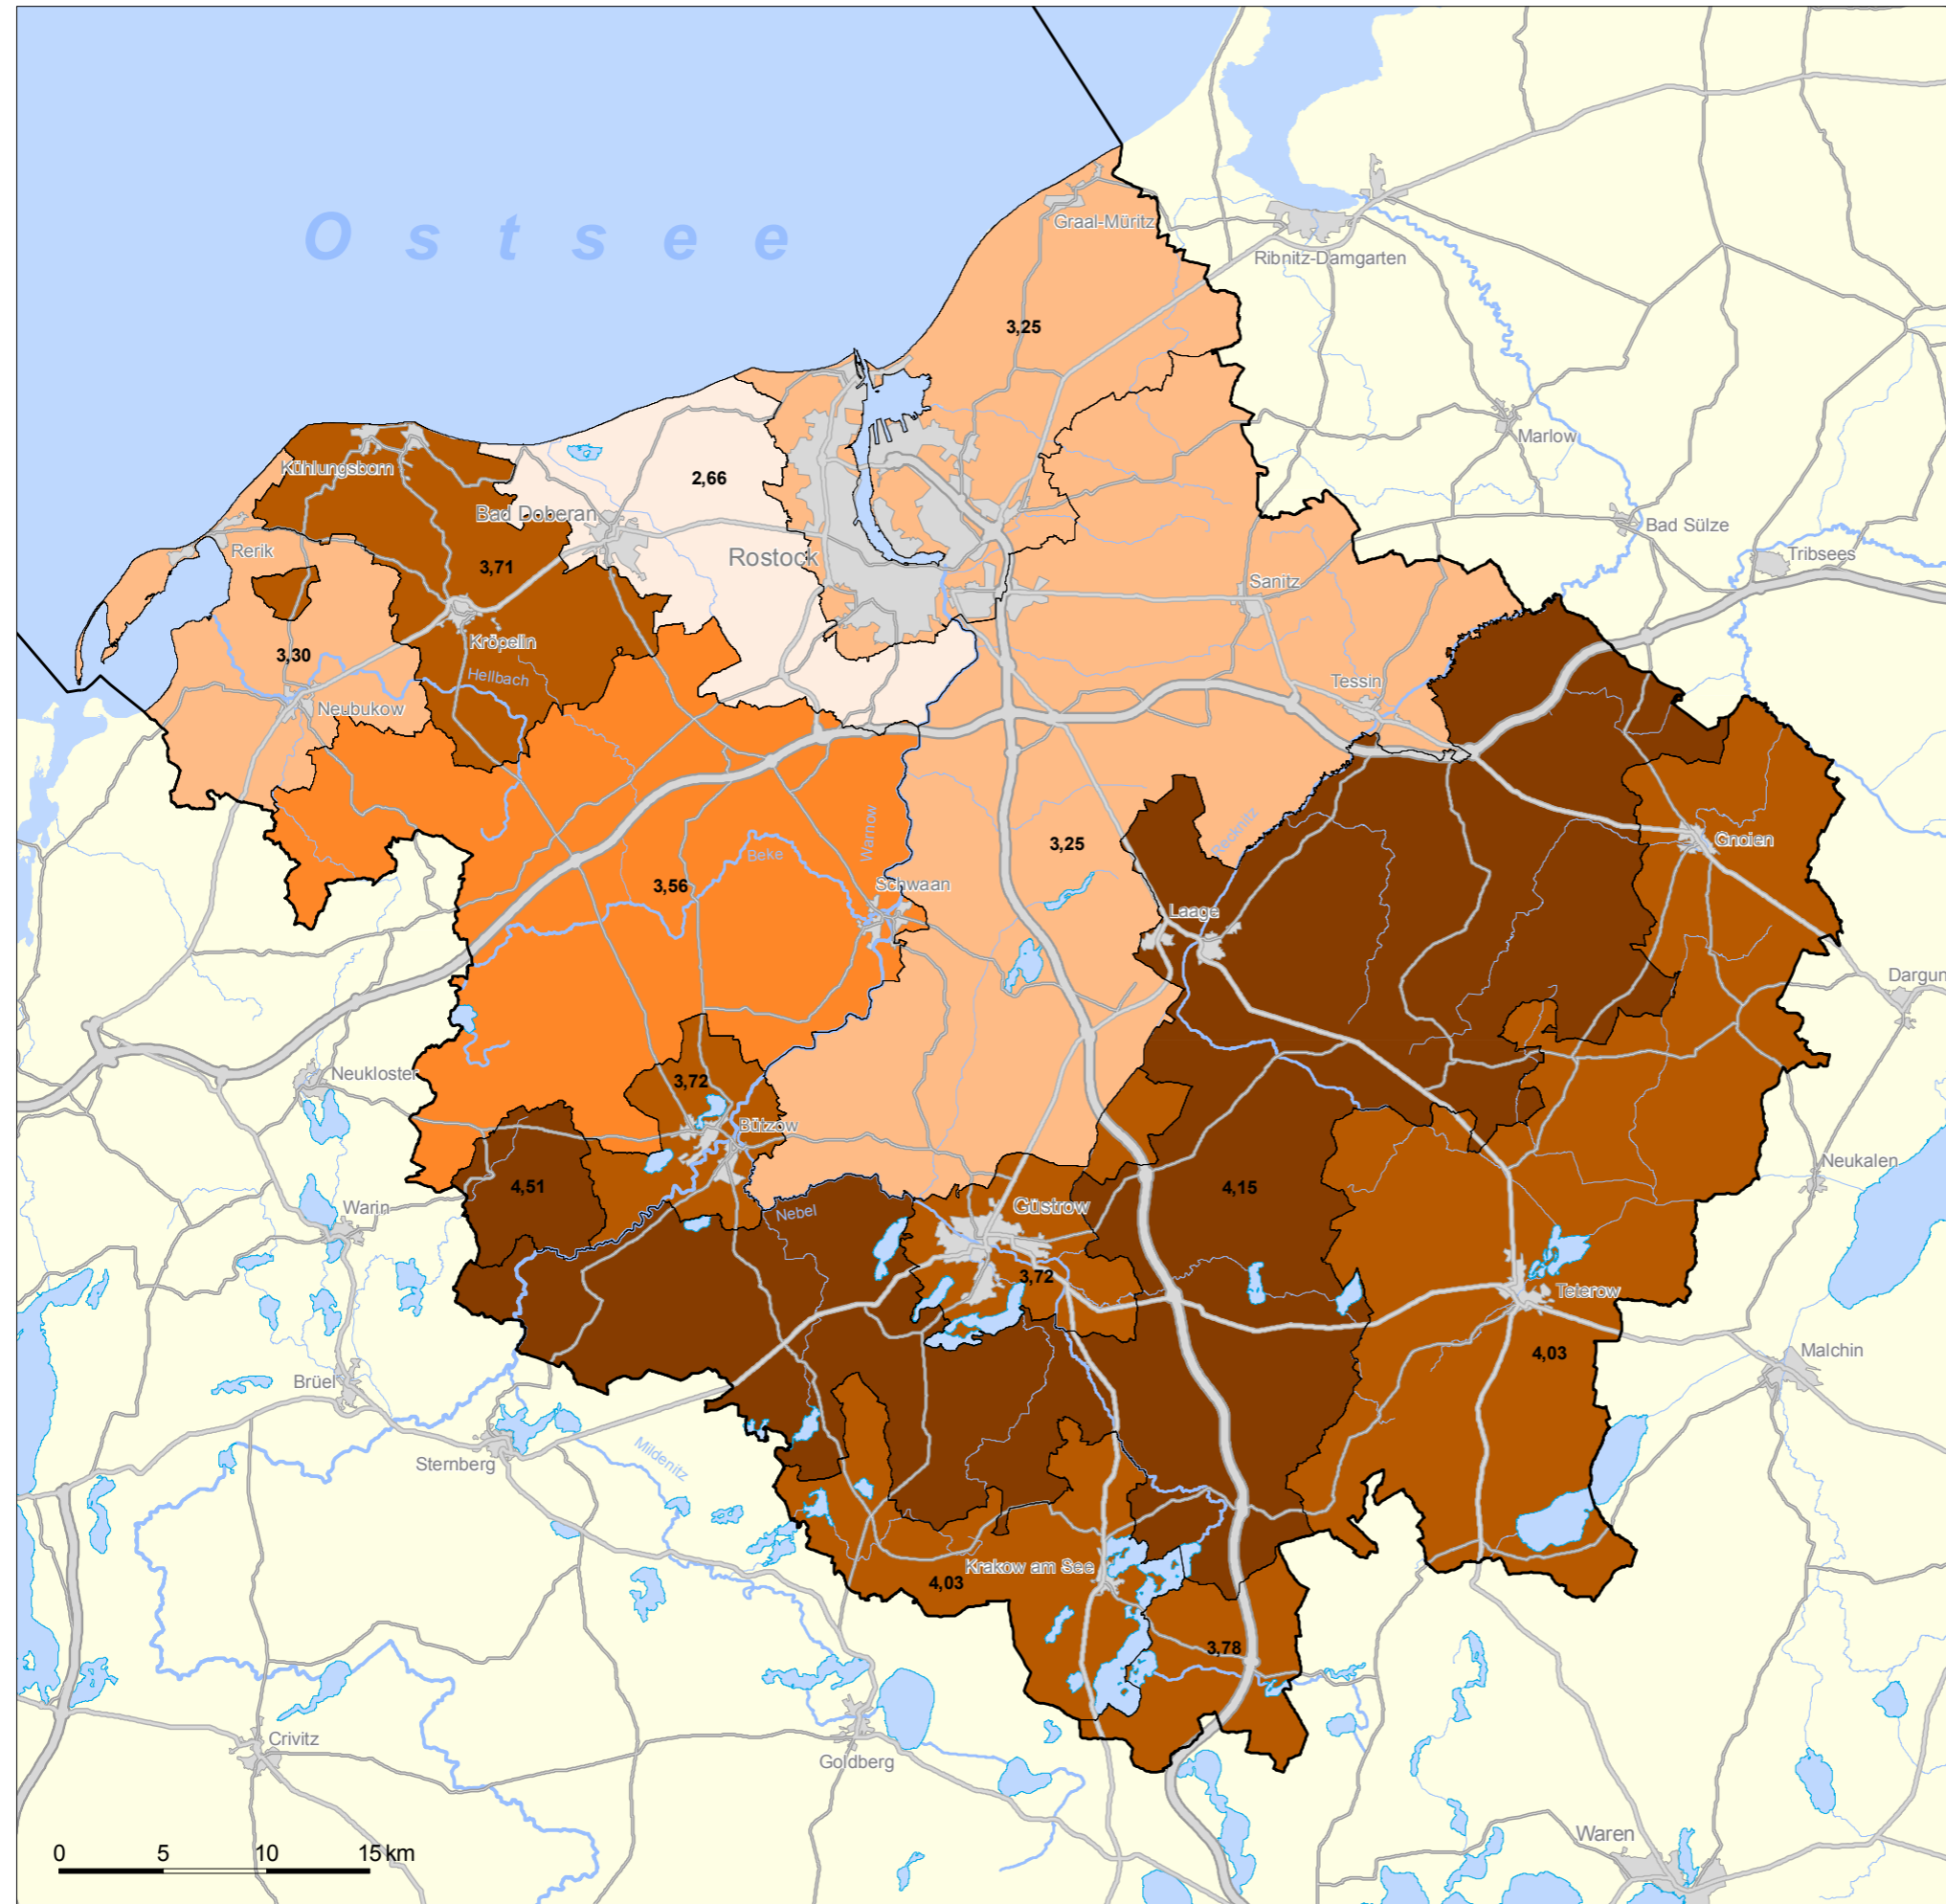 Ostsee
Graal-Müritz
Ribnitz-Damgarten
3,25
Marlow
Kühlungsborn
2,66
Bad Doberan
Bad Sülze
Rerik
Rostock
Tribsees
3,71
Sanitz
Kröpelin
3,30
Hellbach
Tessin
Neubukow
Warnow
Recknitz
Gnoien
3,25
Beke
3,56
Schwaan
Laage
Dargun
Neukloster
3,72
Bützow
Neukalen
4,51
4,15
Warin
Nebel
Güstrow
3,72
Teterow
4,03
Malchin
Brüel
Sternberg
Mildenitz
Krakow am See
4,03
3,78
Crivitz
Goldberg
Waren
0 5 10 15 km